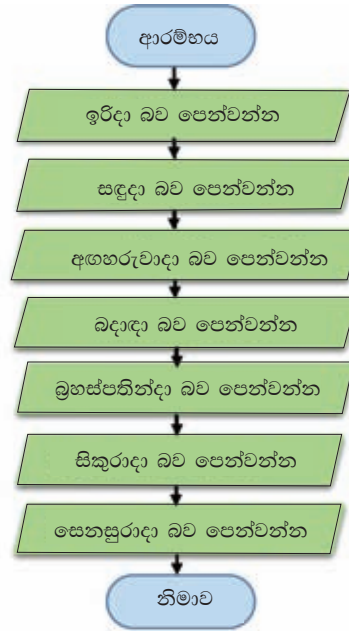 ආරම්භය
ඉරිදා බව පෙන්වන්න
සඳුදා බව පෙන්වන්න
අඟහරුවාදා බව පෙන්වන්න
බදාදා බව පෙන්වන්න
බ්‍රහස්පතින්දා බව පෙන්වන්න
සිකුරාදා බව පෙන්වන්න
සෙනසුරාදා බව පෙන්වන්න
නිමාව